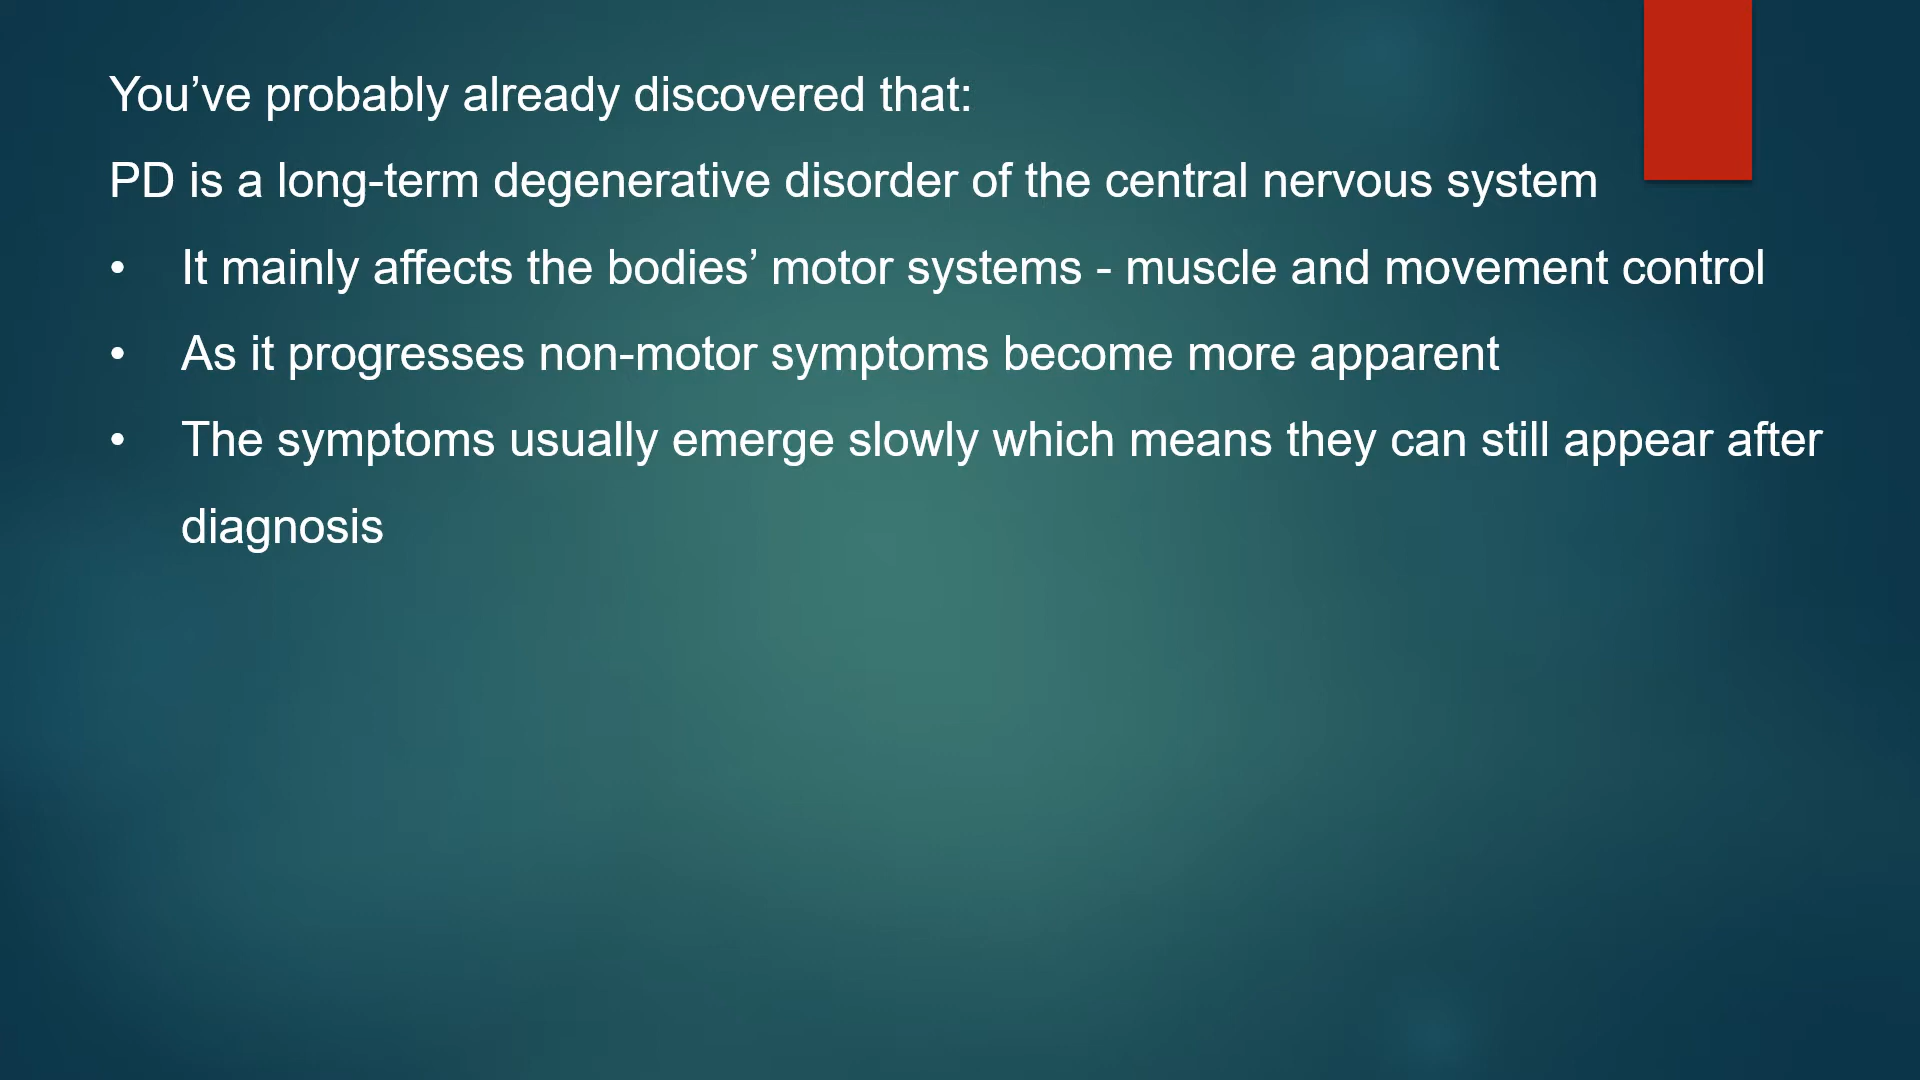 You’ve probably already discovered that:
PD is a long-term degenerative disorder of the central nervous system
• It mainly affects the bodies’ motor systems - muscle and movement control
• As it progresses non-motor symptoms become more apparent
• The symptoms usually emerge slowly which means they can still appear after
diagnosis